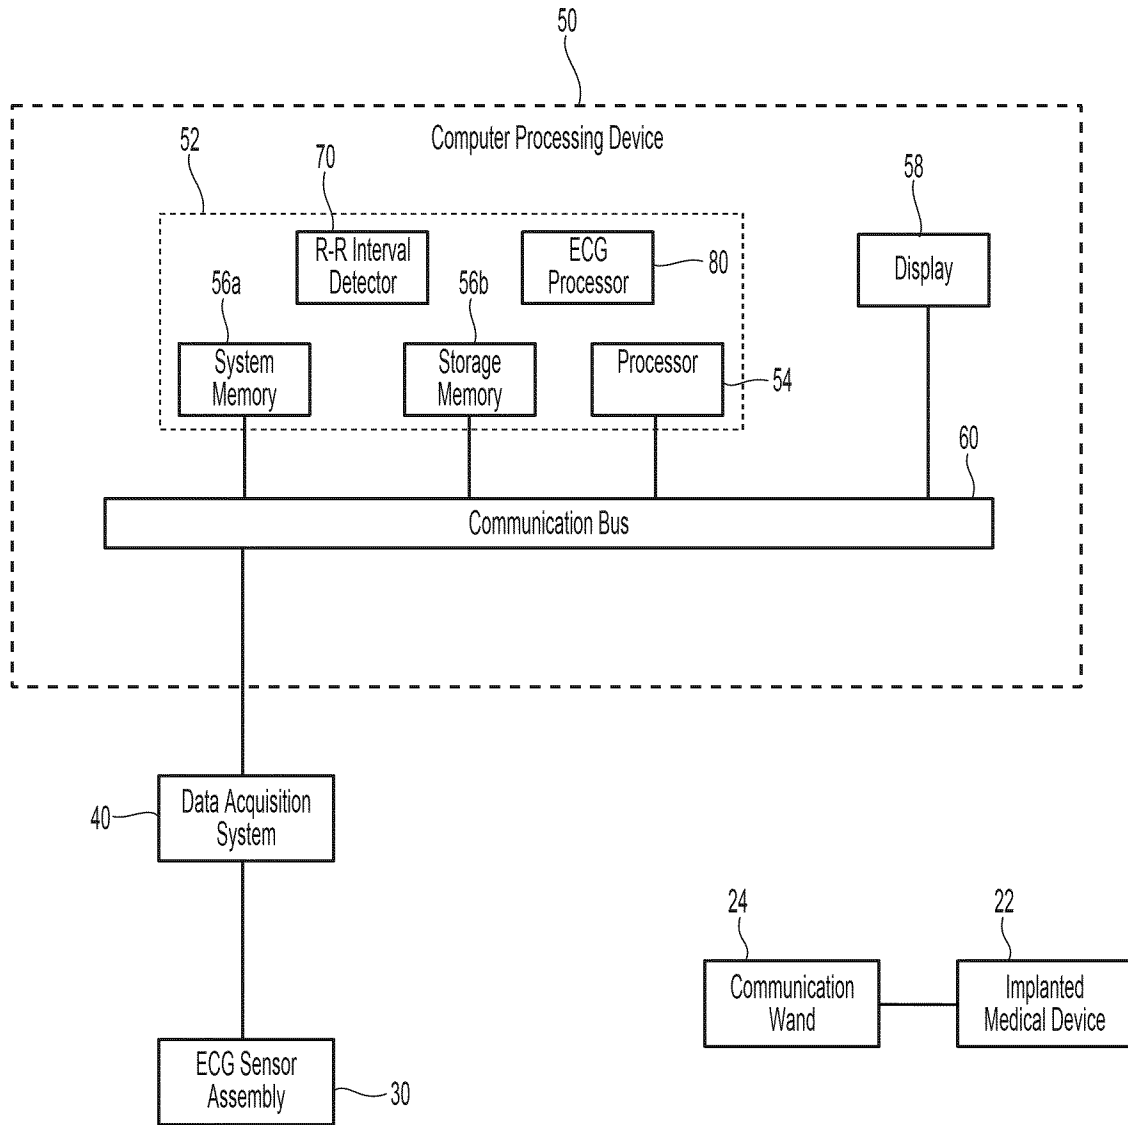 50
Computer Processing Device
52
70
58
R-R Interval
Detector
ECG
Processor
80
Display
56a
56b
System
Memory
Storage
Memory
Processor
54
60
Communication Bus
Data Acquisition
System
40
24
22
Communication
Wand
Implanted
Medical Device
ECG Sensor
Assembly
30